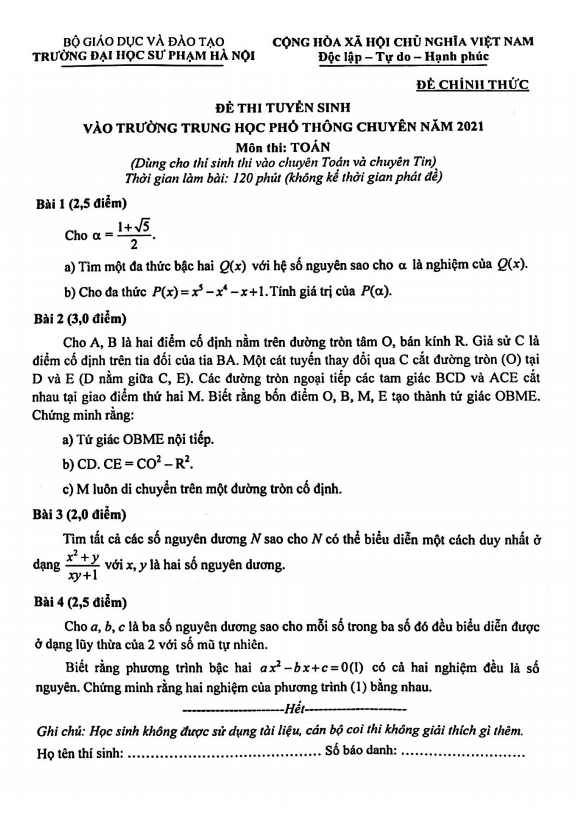 BỘ GIÁO DỤC VÀ ĐÀO TẠO
TRƯỜNG ĐẠI HỌC SƯ PHẠM HÀ NỘI
CỘNG HÒA XÃ HỘI CHỦ NGHĨA VIỆT NAM
Độc lập – Tự do – Hạnh phúc
ĐỀ CHÍNH THỨC
ĐỀ THI TUYỂN SINH
VÀO TRƯỜNG TRUNG HỌC PHỔ THÔNG CHUYÊN NĂM 2021
Môn thi: TOÁN
(Dùng cho thí sinh thi vào chuyên Toán và chuyên Tin)
Thời gian làm bài: 120 phút (không kể thời gian phát đề)
Bài 1 (2,5 điểm)
Cho α = (1+√5)/2.
a) Tìm một đa thức bậc hai Q(x) với hệ số nguyên sao cho α là nghiệm của Q(x).
b) Cho đa thức P(x) = x⁵ – x⁴ – x + 1. Tính giá trị của P(α).
Bài 2 (3,0 điểm)
Cho A, B là hai điểm cố định nằm trên đường tròn tâm O, bán kính R. Giả sử C là
điểm cố định trên tia đối của tia BA. Một cát tuyến thay đổi qua C cắt đường tròn (O) tại
D và E (D nằm giữa C, E). Các đường tròn ngoại tiếp các tam giác BCD và ACE cắt
nhau tại giao điểm thứ hai M. Biết rằng bốn điểm O, B, M, E tạo thành tứ giác OBME.
Chứng minh rằng:
a) Tứ giác OBME nội tiếp.
b) CD. CE = CO² – R².
c) M luôn di chuyển trên một đường tròn cố định.
Bài 3 (2,0 điểm)
Tìm tất cả các số nguyên dương N sao cho N có thể biểu diễn một cách duy nhất ở
dạng (x² + y)/(xy + 1) với x, y là hai số nguyên dương.
Bài 4 (2,5 điểm)
Cho a, b, c là ba số nguyên dương sao cho mỗi số trong ba số đó đều biểu diễn được
ở dạng lũy thừa của 2 với số mũ tự nhiên.
Biết rằng phương trình bậc hai ax² – bx + c = 0 (1) có cả hai nghiệm đều là số
nguyên. Chứng minh rằng hai nghiệm của phương trình (1) bằng nhau.
-----------------------Hết-----------------------
Ghi chú: Học sinh không được sử dụng tài liệu, cán bộ coi thi không giải thích gì thêm.
Họ tên thí sinh: ............................................ Số báo danh: ............................